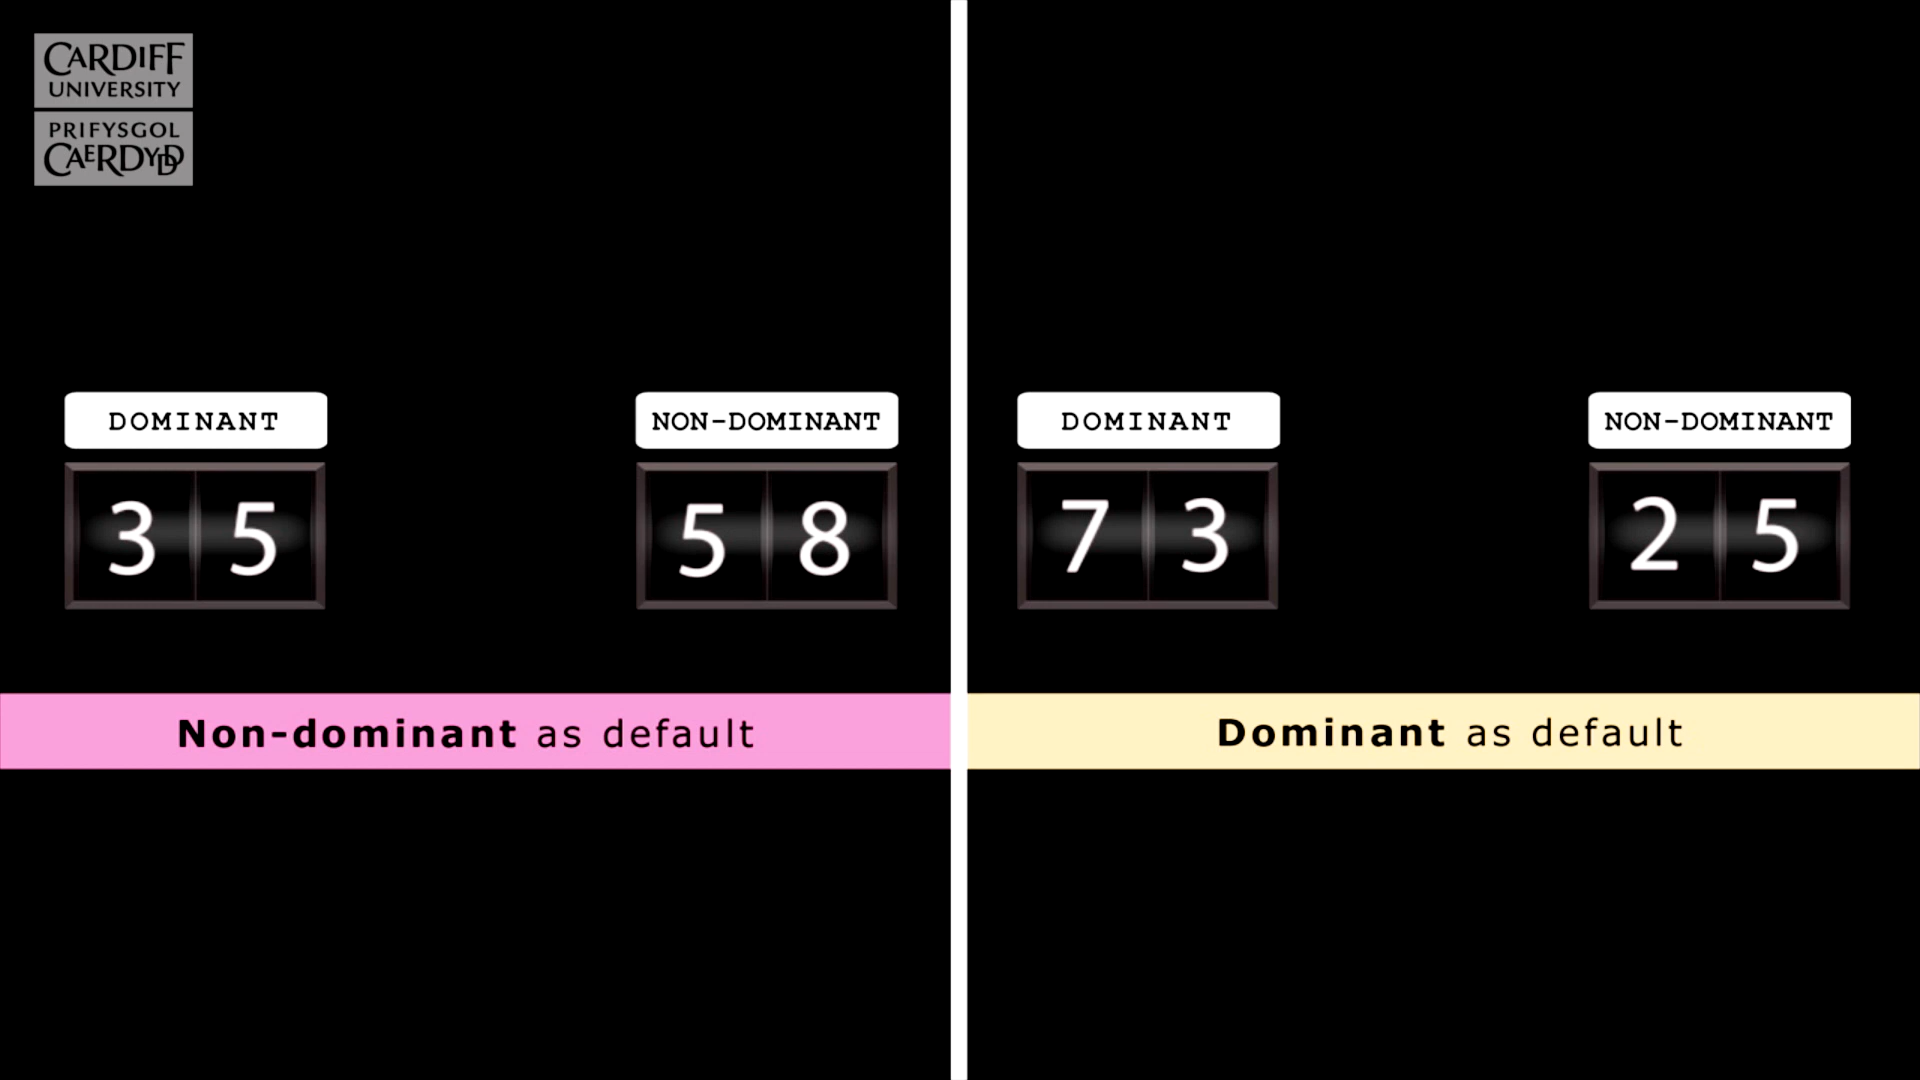 CARDIFF
UNIVERSITY
PRIFYSGOL
CAERDYDD
DOMINANT
NON-DOMINANT
35
58
Non-dominant as default
DOMINANT
NON-DOMINANT
73
25
Dominant as default